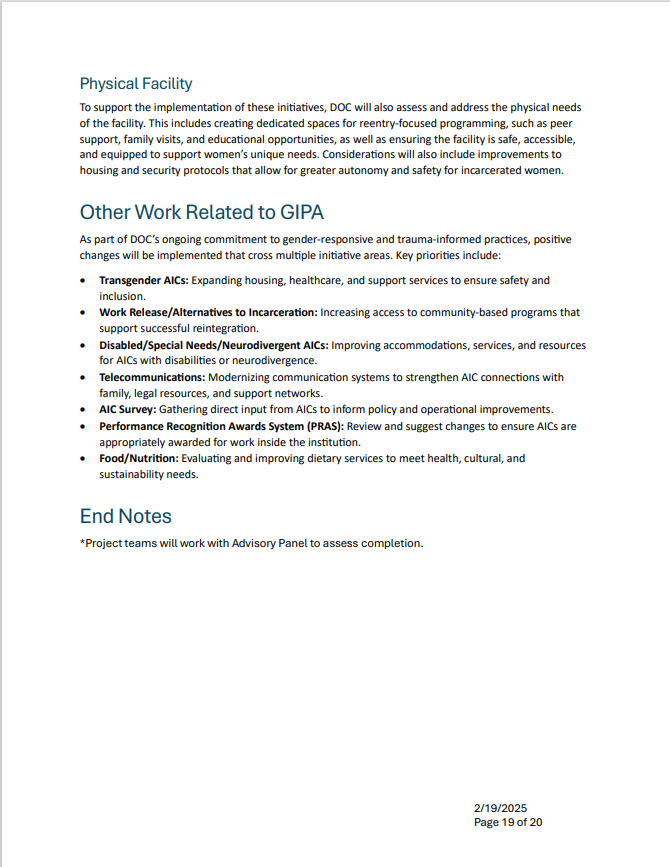 Physical Facility
To support the implementation of these initiatives, DOC will also assess and address the physical needs
of the facility. This includes creating dedicated spaces for reentry-focused programming, such as peer
support, family visits, and educational opportunities, as well as ensuring the facility is safe, accessible,
and equipped to support women’s unique needs. Considerations will also include improvements to
housing and security protocols that allow for greater autonomy and safety for incarcerated women.
Other Work Related to GIPA
As part of DOC’s ongoing commitment to gender-responsive and trauma-informed practices, positive
changes will be implemented that cross multiple initiative areas. Key priorities include:
• Transgender AICs: Expanding housing, healthcare, and support services to ensure safety and
inclusion.
• Work Release/Alternatives to Incarceration: Increasing access to community-based programs that
support successful reintegration.
• Disabled/Special Needs/Neurodivergent AICs: Improving accommodations, services, and resources
for AICs with disabilities or neurodivergence.
• Telecommunications: Modernizing communication systems to strengthen AIC connections with
family, legal resources, and support networks.
• AIC Survey: Gathering direct input from AICs to inform policy and operational improvements.
• Performance Recognition Awards System (PRAS): Review and suggest changes to ensure AICs are
appropriately awarded for work inside the institution.
• Food/Nutrition: Evaluating and improving dietary services to meet health, cultural, and
sustainability needs.
End Notes
*Project teams will work with Advisory Panel to assess completion.
2/19/2025
Page 19 of 20